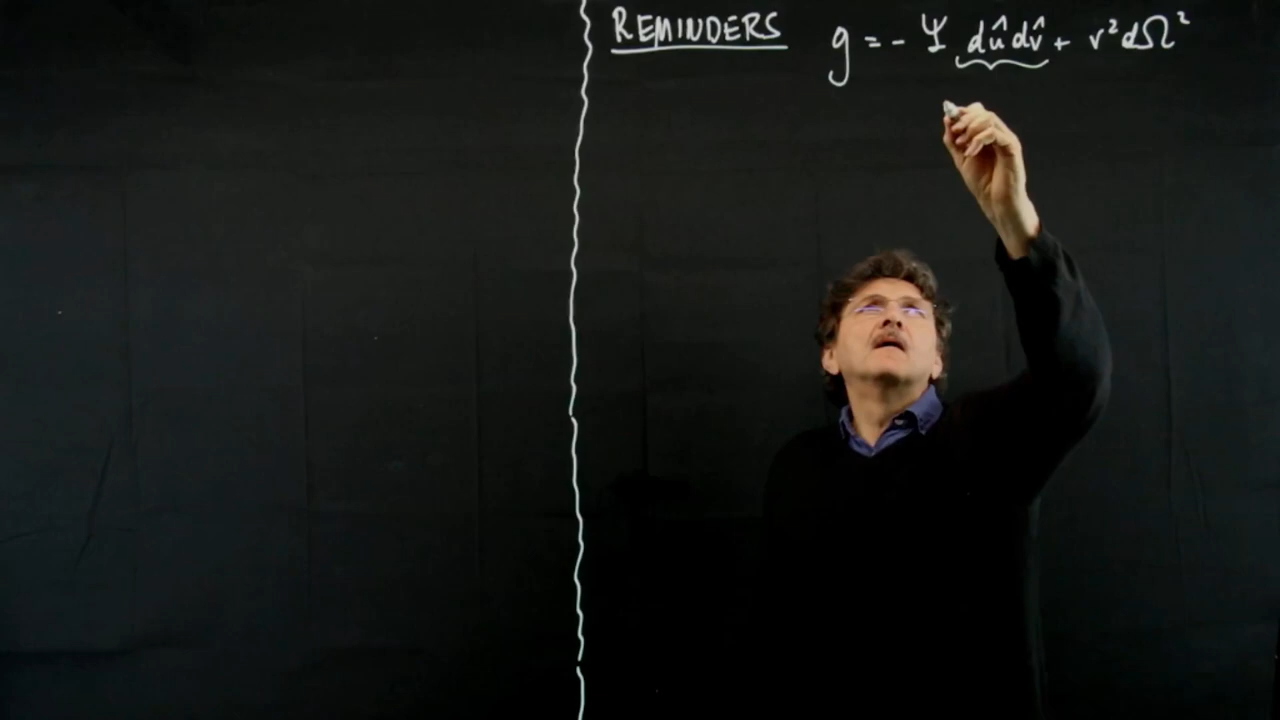 REMINDERS g = - Ψ dû dv̂ + r² dΩ²